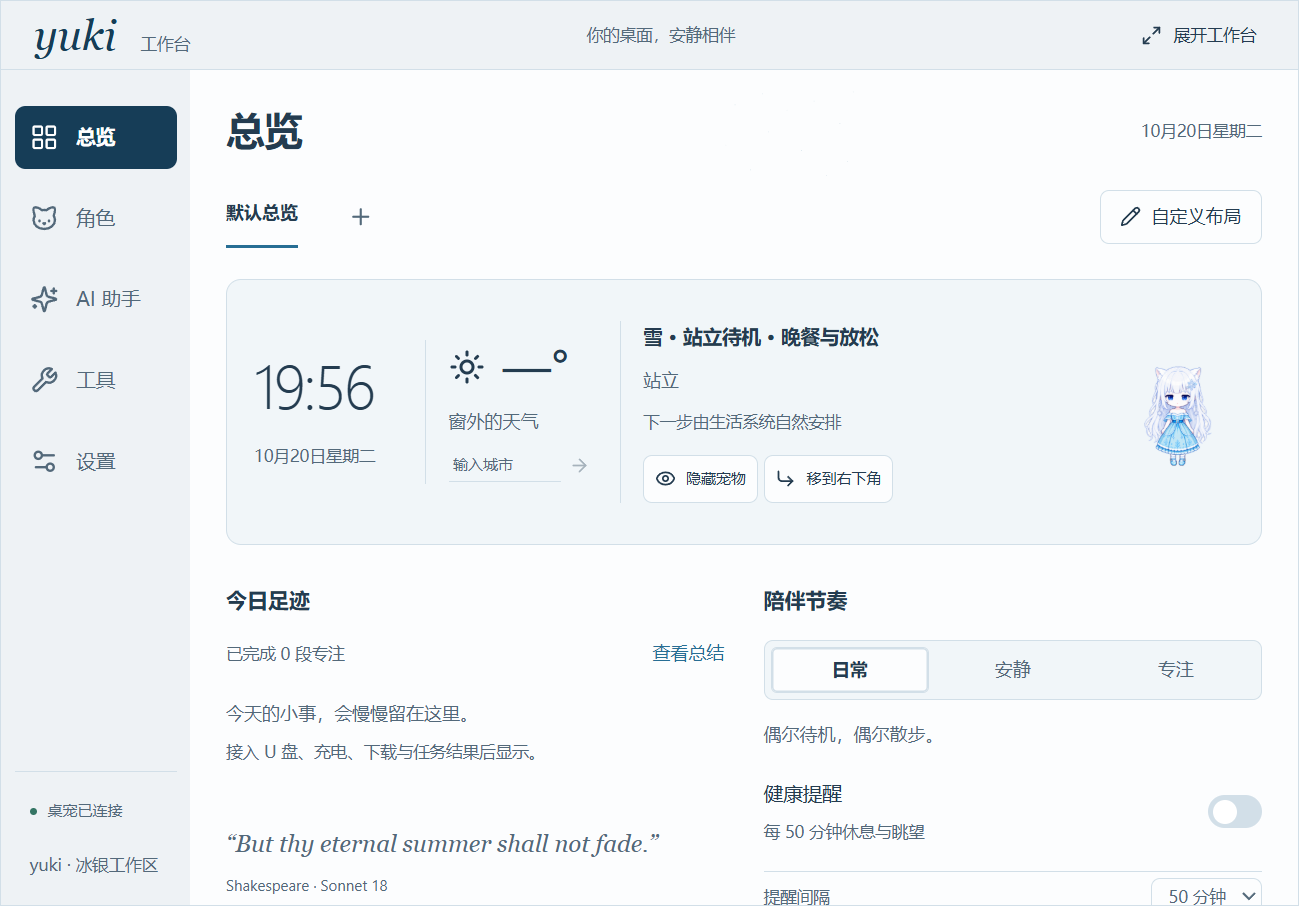 yuki 工作台
你的桌面，安静相伴
展开工作台
总览
角色
AI 助手
工具
设置
桌宠已连接
yuki · 冰银工作区
总览
10月20日星期二
默认总览
自定义布局
19:56
10月20日星期二
—°
窗外的天气
输入城市
雪 • 站立待机 • 晚餐与放松
站立
下一步由生活系统自然安排
隐藏宠物
移到右下角
今日足迹
已完成 0 段专注
查看总结
今天的小事，会慢慢留在这里。
接入 U 盘、充电、下载与任务结果后显示。
“But thy eternal summer shall not fade.”
Shakespeare · Sonnet 18
陪伴节奏
日常
安静
专注
偶尔待机，偶尔散步。
健康提醒
每 50 分钟休息与眺望
提醒间隔
50 分钟